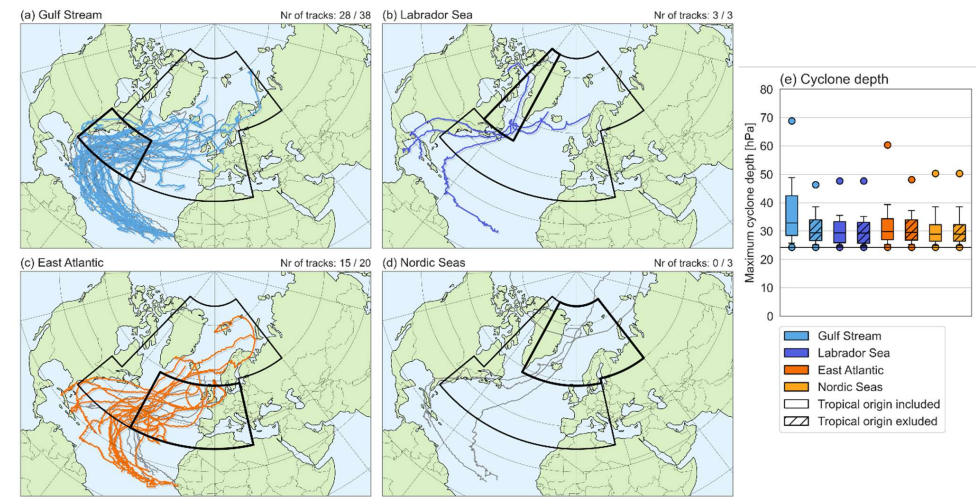 (a) Gulf Stream
Nr of tracks: 28 / 38
(b) Labrador Sea
Nr of tracks: 3 / 3
(c) East Atlantic
Nr of tracks: 15 / 20
(d) Nordic Seas
Nr of tracks: 0 / 3
(e) Cyclone depth
Maximum cyclone depth [hPa]
80
70
60
50
40
30
20
10
0
Gulf Stream
Labrador Sea
East Atlantic
Nordic Seas
Tropical origin included
Tropical origin exluded